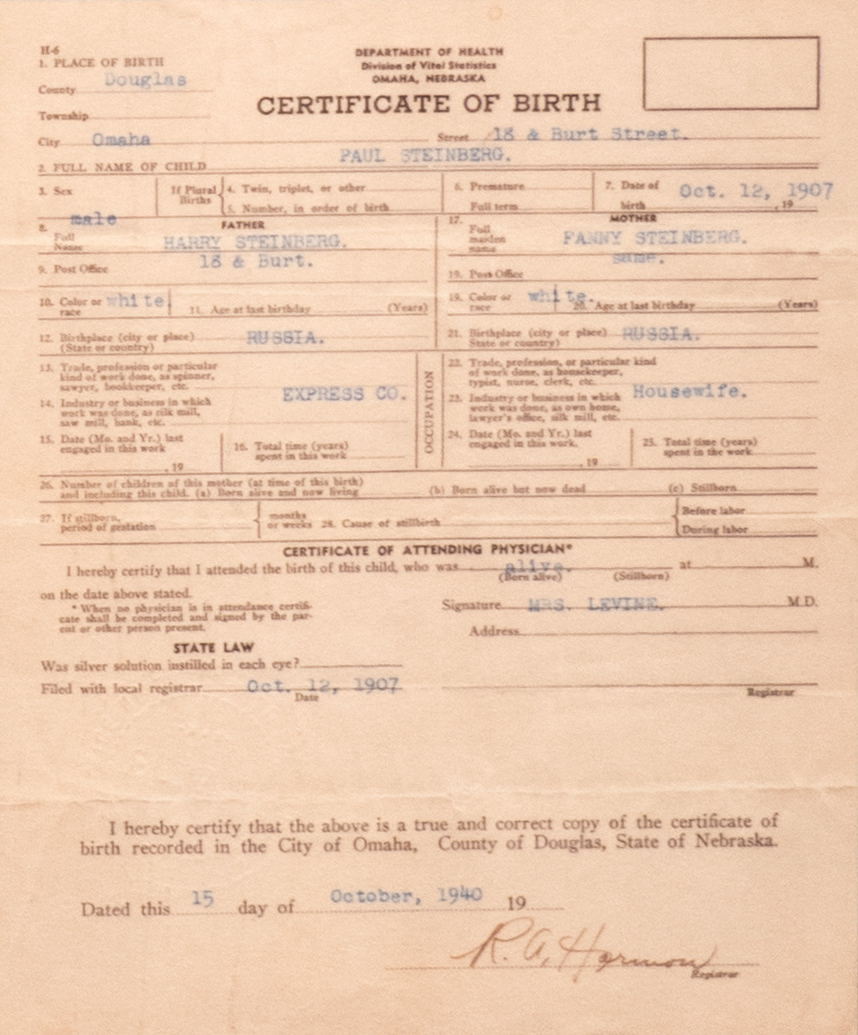 H-6
1. PLACE OF BIRTH
County Douglas
Township
City Omaha
DEPARTMENT OF HEALTH
Division of Vital Statistics
OMAHA, NEBRASKA
CERTIFICATE OF BIRTH
Street 18 & Burt Street.
2. FULL NAME OF CHILD PAUL STEINBERG.
3. Sex male
If Plural Births
4. Twin, triplet, or other
5. Number, in order of birth
6. Premature
Full term
7. Date of birth Oct. 12, 1907 , 19
FATHER
8. Full Name HARRY STEINBERG.
9. Post Office 18 & Burt.
10. Color or race white
11. Age at last birthday (Years)
12. Birthplace (city or place) RUSSIA.
(State or country)
13. Trade, profession or particular
kind of work done, as spinner,
sawyer, bookkeeper, etc.
EXPRESS CO.
14. Industry or business in which
work was done, as silk mill,
saw mill, bank, etc.
15. Date (Mo. and Yr.) last
engaged in this work
, 19
16. Total time (years)
spent in this work
OCCUPATION
MOTHER
17. Full maiden name FANNY STEINBERG.
19. Post Office same.
19. Color or race white.
20. Age at last birthday (Years)
21. Birthplace (city or place) RUSSIA.
State or country)
22. Trade, profession, or particular kind
of work done, as housekeeper,
typist, nurse, clerk, etc.
Housewife.
23. Industry or business in which
work was done, as own home,
lawyer's office, silk mill, etc.
24. Date (Mo. and Yr.) last
engaged in this work.
, 19
25. Total time (years)
spent in the work
26. Number of children of this mother (at time of this birth)
and including this child. (a) Born alive and now living (b) Born alive but now dead (c) Stillborn
27. If stillborn,
period of gestation
months
or weeks
28. Cause of stillbirth
Before labor
During labor
CERTIFICATE OF ATTENDING PHYSICIAN*
I hereby certify that I attended the birth of this child, who was alive. at M.
(Born alive) (Stillborn)
on the date above stated.
* When no physician is in attendance certifi-
cate shall be completed and signed by the par-
ent or other person present.
Signature MRS. LEVINE. M.D.
Address
STATE LAW
Was silver solution instilled in each eye?
Filed with local registrar Oct. 12, 1907
Date
Registrar
I hereby certify that the above is a true and correct copy of the certificate of
birth recorded in the City of Omaha, County of Douglas, State of Nebraska.
Dated this 15 day of October, 1940 19
R. A. Harmon
Registrar